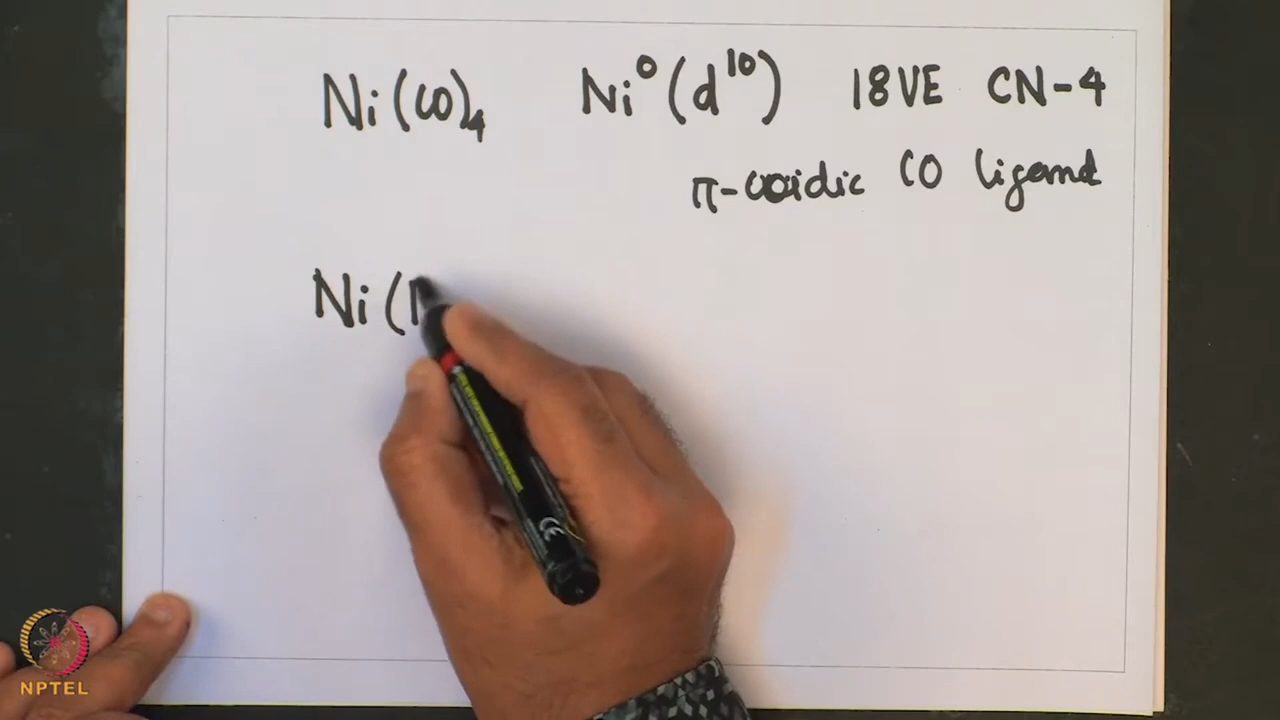 Ni(CO)₄ Ni⁰(d¹⁰) 18VE CN-4
π-acidic CO ligand
Ni(
NPTEL